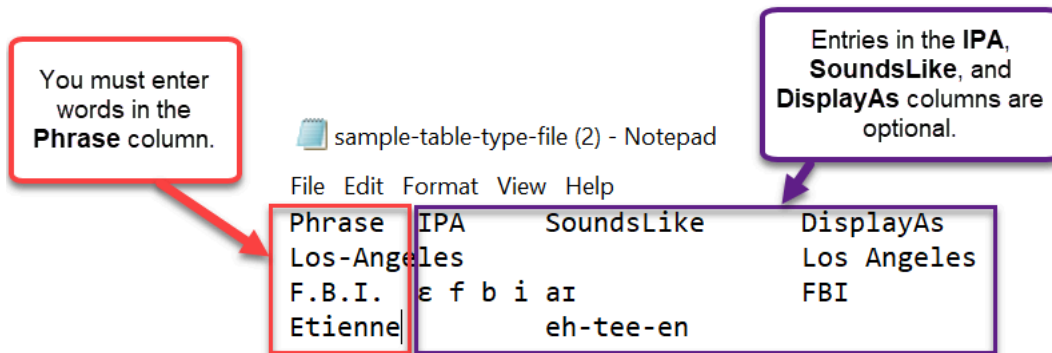 You must enter
words in the
Phrase column.
Entries in the IPA,
SoundsLike, and
DisplayAs columns are
optional.
sample-table-type-file (2) - Notepad
File Edit Format View Help
Phrase IPA SoundsLike DisplayAs
Los-Angeles Los Angeles
F.B.I. ɛ f b i aɪ FBI
Etienne eh-tee-en